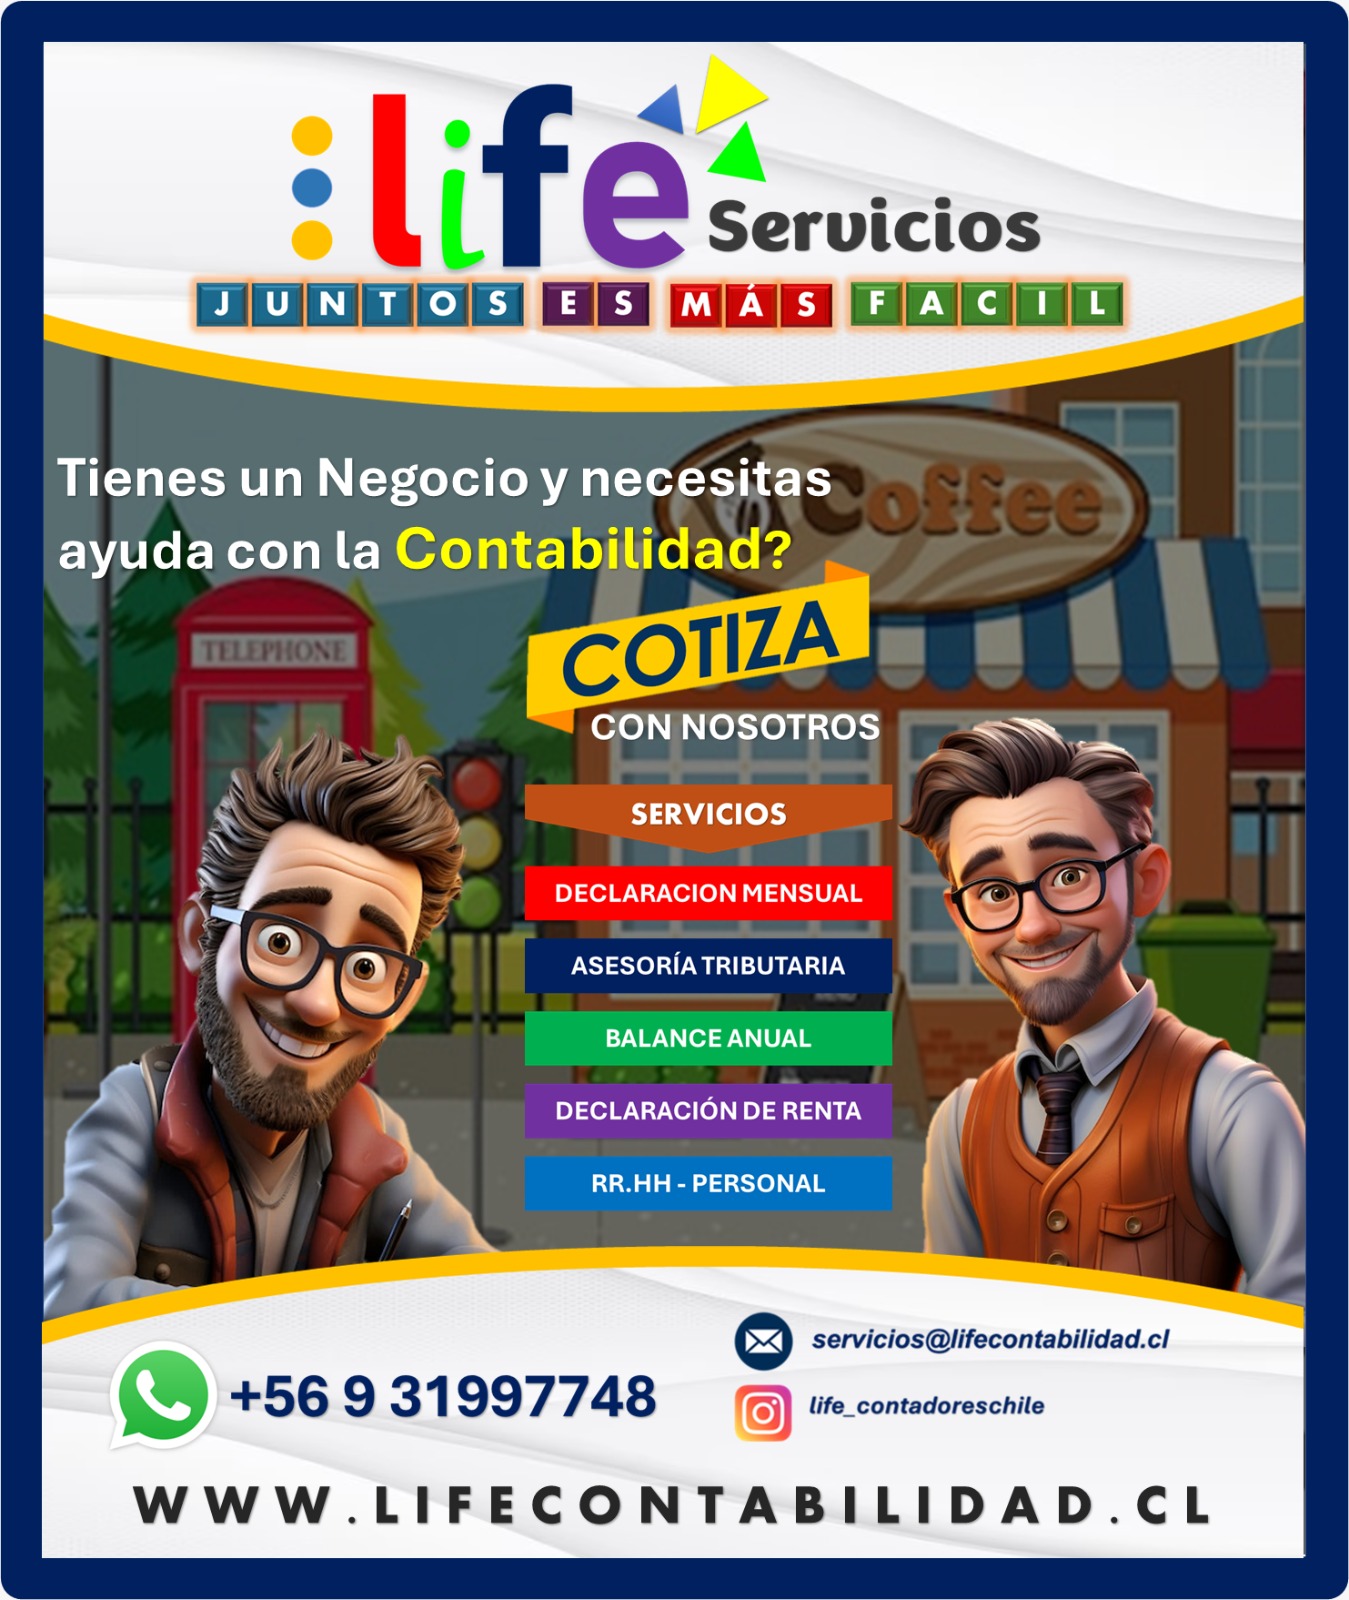 life Servicios
JUNTOS ES MÁS FACIL
Coffee
Tienes un Negocio y necesitas
ayuda con la Contabilidad?
COTIZA
TELEPHONE
CON NOSOTROS
SERVICIOS
DECLARACION MENSUAL
ASESORÍA TRIBUTARIA
BALANCE ANUAL
DECLARACIÓN DE RENTA
RR.HH - PERSONAL
servicios@lifecontabilidad.cl
+56 9 31997748
life_contadoreschile
WWW.LIFECONTABILIDAD.CL